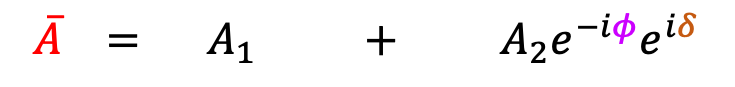 Ā = A₁ + A₂e^{-iϕ}e^{iδ}